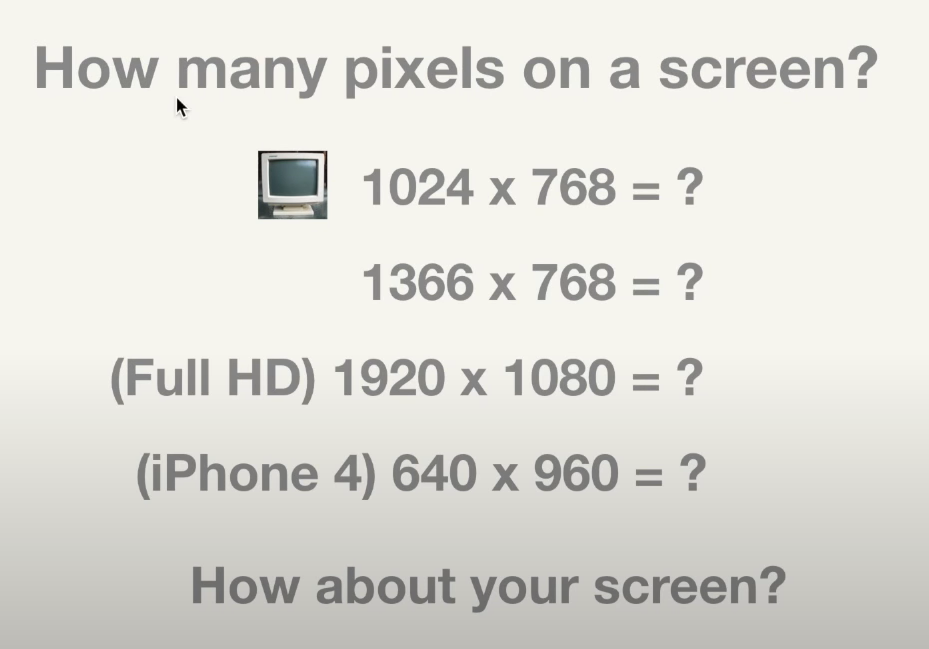 How many pixels on a screen?
1024 x 768 = ?
1366 x 768 = ?
(Full HD) 1920 x 1080 = ?
(iPhone 4) 640 x 960 = ?
How about your screen?